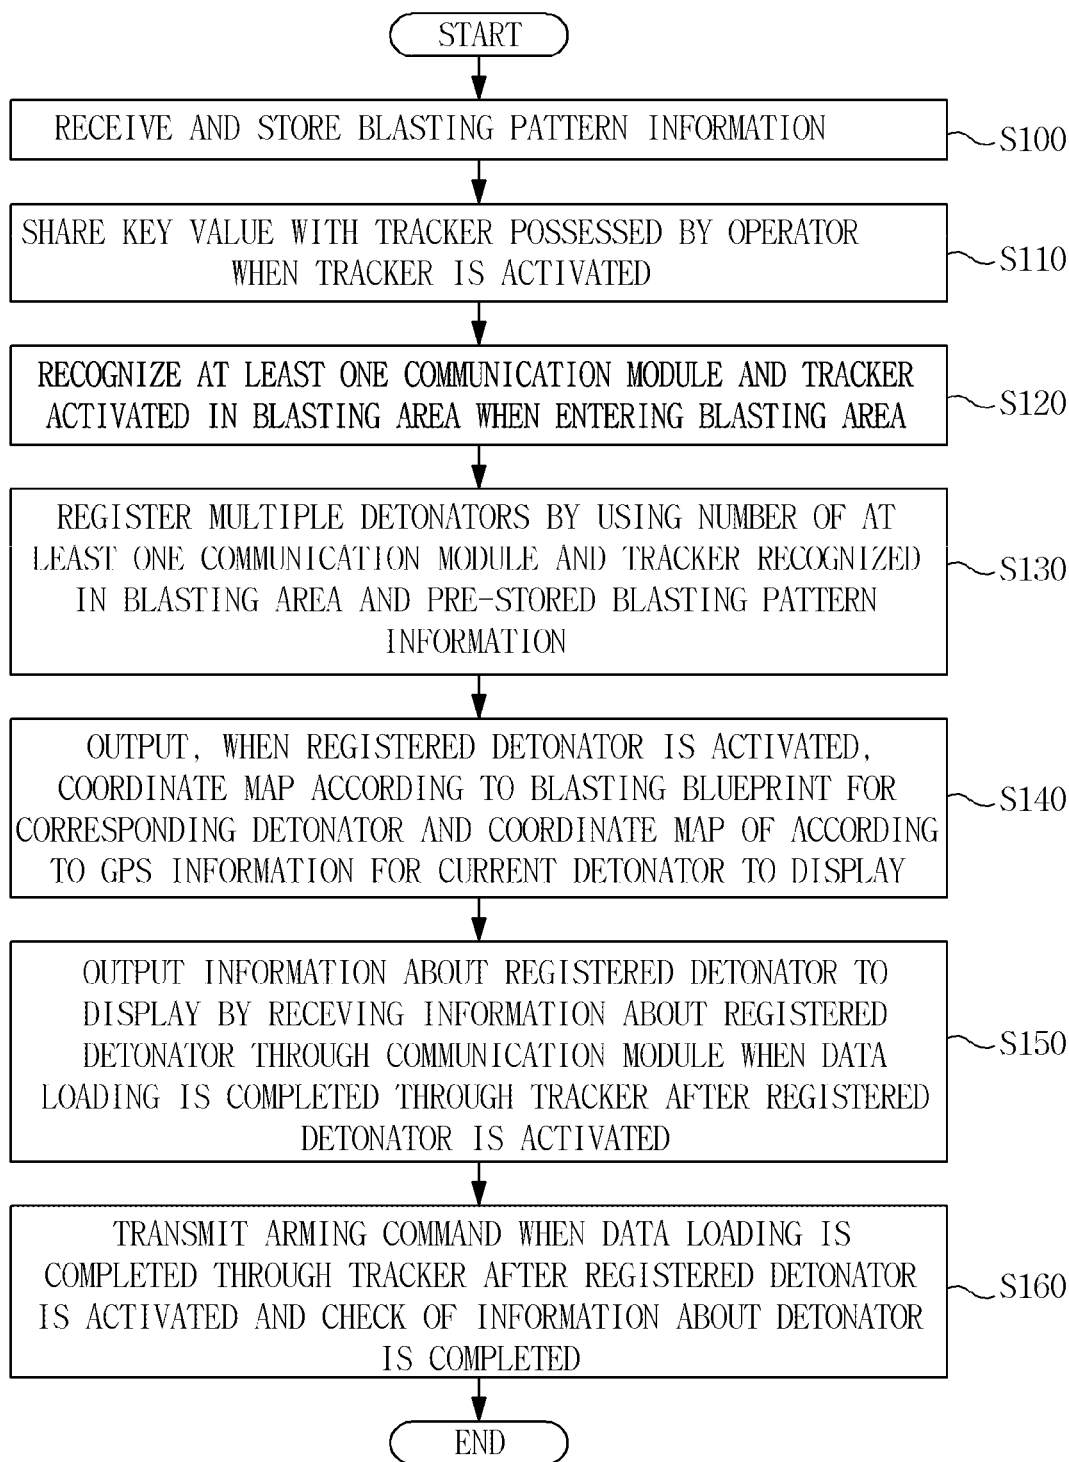 START
RECEIVE AND STORE BLASTING PATTERN INFORMATION
S100
SHARE KEY VALUE WITH TRACKER POSSESSED BY OPERATOR
WHEN TRACKER IS ACTIVATED
S110
RECOGNIZE AT LEAST ONE COMMUNICATION MODULE AND TRACKER
ACTIVATED IN BLASTING AREA WHEN ENTERING BLASTING AREA
S120
REGISTER MULTIPLE DETONATORS BY USING NUMBER OF AT
LEAST ONE COMMUNICATION MODULE AND TRACKER RECOGNIZED
IN BLASTING AREA AND PRE-STORED BLASTING PATTERN
INFORMATION
S130
OUTPUT, WHEN REGISTERED DETONATOR IS ACTIVATED,
COORDINATE MAP ACCORDING TO BLASTING BLUEPRINT FOR
CORRESPONDING DETONATOR AND COORDINATE MAP OF ACCORDING
TO GPS INFORMATION FOR CURRENT DETONATOR TO DISPLAY
S140
OUTPUT INFORMATION ABOUT REGISTERED DETONATOR TO
DISPLAY BY RECEVING INFORMATION ABOUT REGISTERED
DETONATOR THROUGH COMMUNICATION MODULE WHEN DATA
LOADING IS COMPLETED THROUGH TRACKER AFTER REGISTERED
DETONATOR IS ACTIVATED
S150
TRANSMIT ARMING COMMAND WHEN DATA LOADING IS
COMPLETED THROUGH TRACKER AFTER REGISTERED DETONATOR
IS ACTIVATED AND CHECK OF INFORMATION ABOUT DETONATOR
IS COMPLETED
S160
END